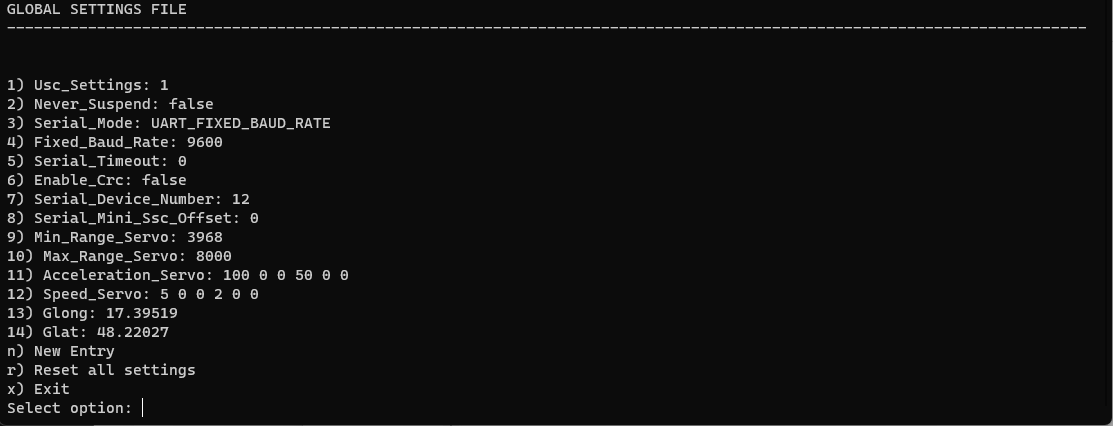 GLOBAL SETTINGS FILE
------------------------------------------------------------------------------------------------------------------------
1) Usc_Settings: 1
2) Never_Suspend: false
3) Serial_Mode: UART_FIXED_BAUD_RATE
4) Fixed_Baud_Rate: 9600
5) Serial_Timeout: 0
6) Enable_Crc: false
7) Serial_Device_Number: 12
8) Serial_Mini_Ssc_Offset: 0
9) Min_Range_Servo: 3968
10) Max_Range_Servo: 8000
11) Acceleration_Servo: 100 0 0 50 0 0
12) Speed_Servo: 5 0 0 2 0 0
13) Glong: 17.39519
14) Glat: 48.22027
n) New Entry
r) Reset all settings
x) Exit
Select option: